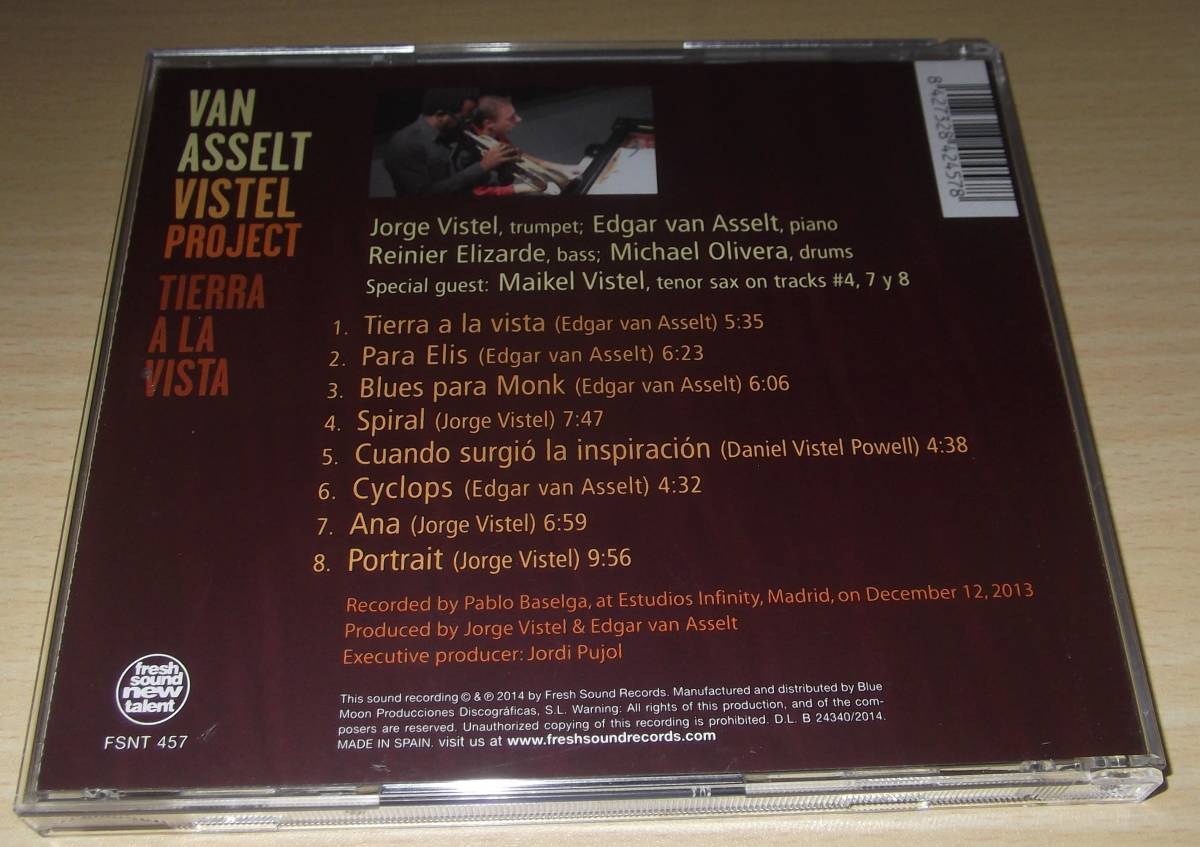 VAN
ASSELT
VISTEL
PROJECT
TIERRA
A LA
VISTA
8427328424578
Jorge Vistel, trumpet; Edgar van Asselt, piano
Reinier Elizarde, bass; Michael Olivera, drums
Special guest: Maikel Vistel, tenor sax on tracks #4, 7 y 8
1. Tierra a la vista (Edgar van Asselt) 5:35
2. Para Elis (Edgar van Asselt) 6:23
3. Blues para Monk (Edgar van Asselt) 6:06
4. Spiral (Jorge Vistel) 7:47
5. Cuando surgió la inspiración (Daniel Vistel Powell) 4:38
6. Cyclops (Edgar van Asselt) 4:32
7. Ana (Jorge Vistel) 6:59
8. Portrait (Jorge Vistel) 9:56
Recorded by Pablo Baselga, at Estudios Infinity, Madrid, on December 12, 2013
Produced by Jorge Vistel & Edgar van Asselt
Executive producer: Jordi Pujol
fresh
sound
new
talent
FSNT 457
This sound recording © & ℗ 2014 by Fresh Sound Records. Manufactured and distributed by Blue
Moon Producciones Discográficas, S.L. Warning: All rights of this production, and of the com-
posers are reserved. Unauthorized copying of this recording is prohibited. D.L. B 24340/2014.
MADE IN SPAIN. visit us at www.freshsoundrecords.com